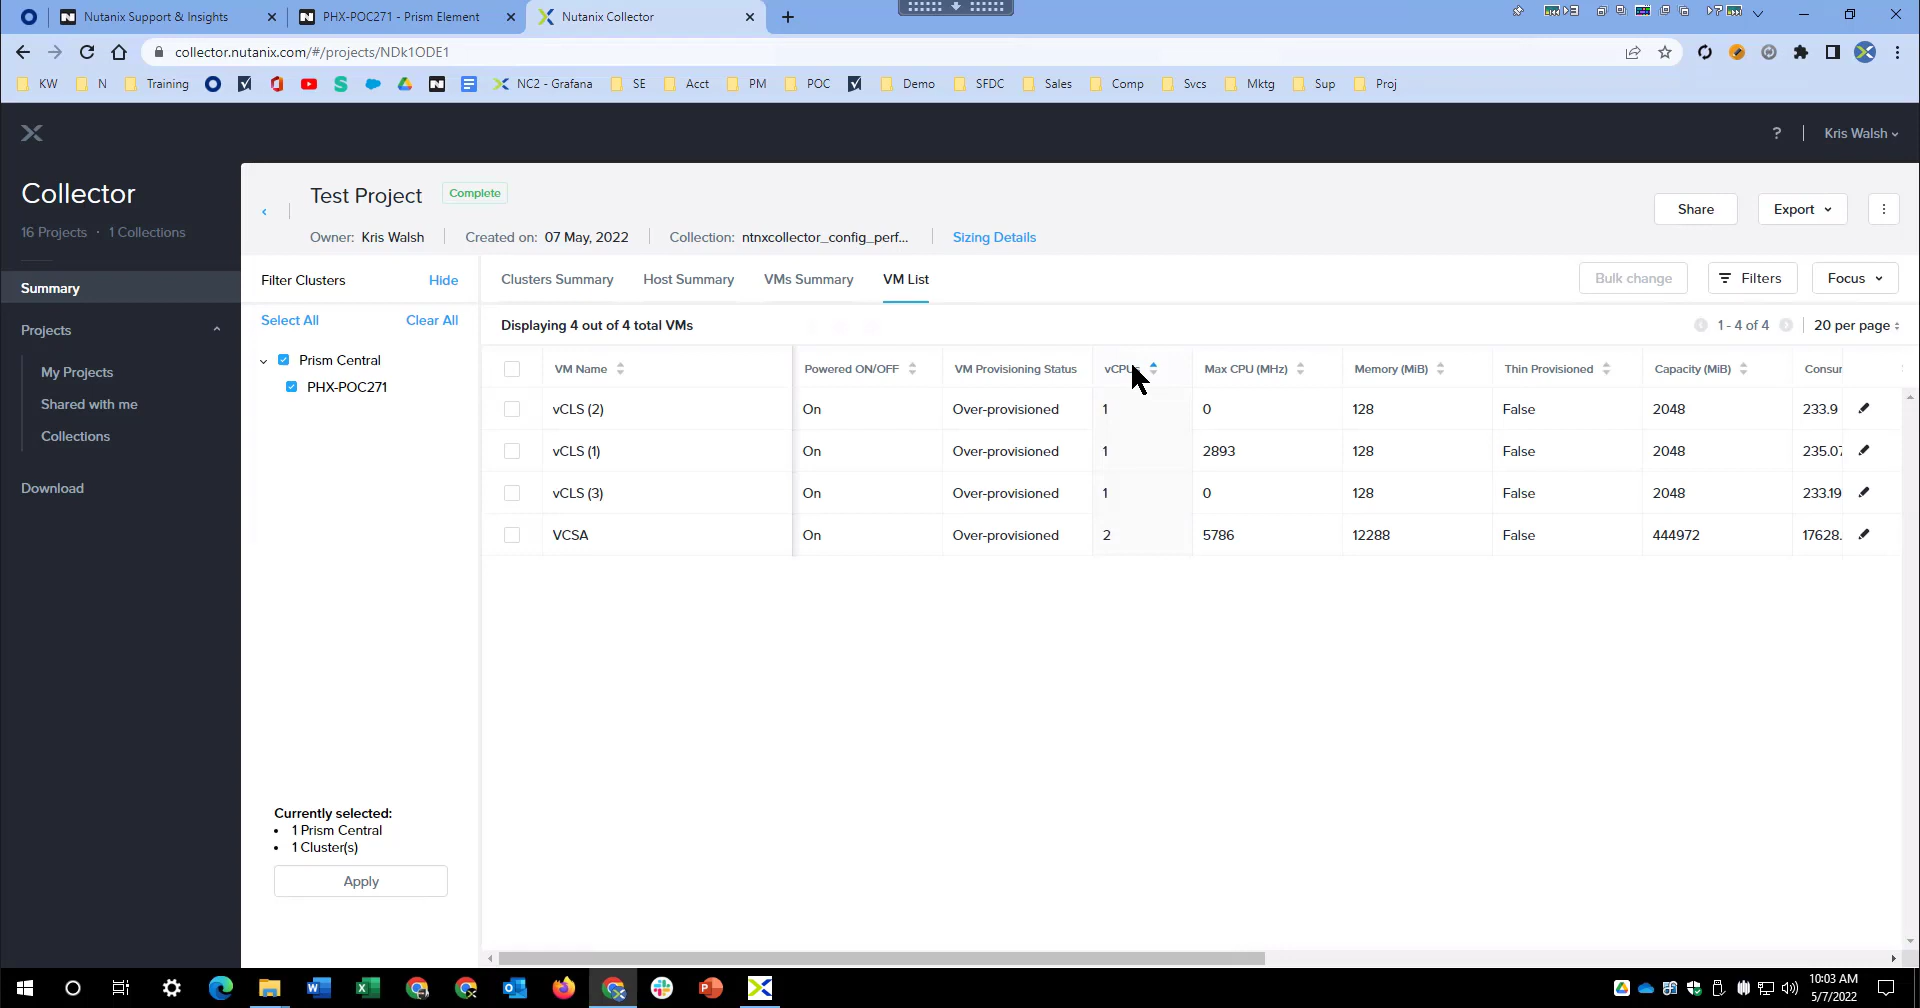 Nutanix Support & Insights
PHX-POC271 - Prism Element
Nutanix Collector
collector.nutanix.com/#/projects/NDk1ODE1
KW N Training NC2 - Grafana SE Acct PM POC Demo SFDC Sales Comp Svcs Mktg Sup Proj
? Kris Walsh
Collector
16 Projects · 1 Collections
Summary
Projects
My Projects
Shared with me
Collections
Download
Test Project Complete
Share Export
Owner: Kris Walsh Created on: 07 May, 2022 Collection: ntnxcollector_config_perf... Sizing Details
Filter Clusters Hide
Select All Clear All
Prism Central
PHX-POC271
Currently selected:
• 1 Prism Central
• 1 Cluster(s)
Apply
Clusters Summary Host Summary VMs Summary VM List
Bulk change Filters Focus
Displaying 4 out of 4 total VMs 1 - 4 of 4 20 per page
VM Name Powered ON/OFF VM Provisioning Status vCPUs Max CPU (MHz) Memory (MiB) Thin Provisioned Capacity (MiB) Consur
vCLS (2) On Over-provisioned 1 0 128 False 2048 233.9
vCLS (1) On Over-provisioned 1 2893 128 False 2048 235.07
vCLS (3) On Over-provisioned 1 0 128 False 2048 233.19
VCSA On Over-provisioned 2 5786 12288 False 444972 17628.
10:03 AM
5/7/2022